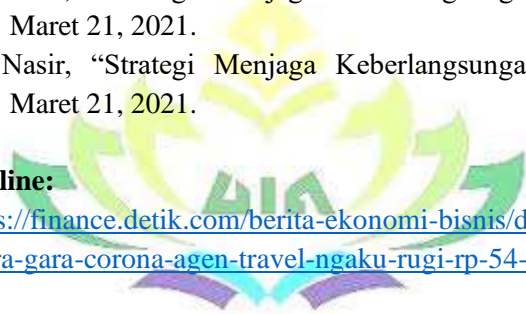 Maret 21, 2021.
Nasir, “Strategi Menjaga
Maret 21, 2021.
line:
s://finance.detik.com/berita-ekonomi-bisnis/d
a-gara-corona-agen-travel-ngaku-rugi-rp-54-